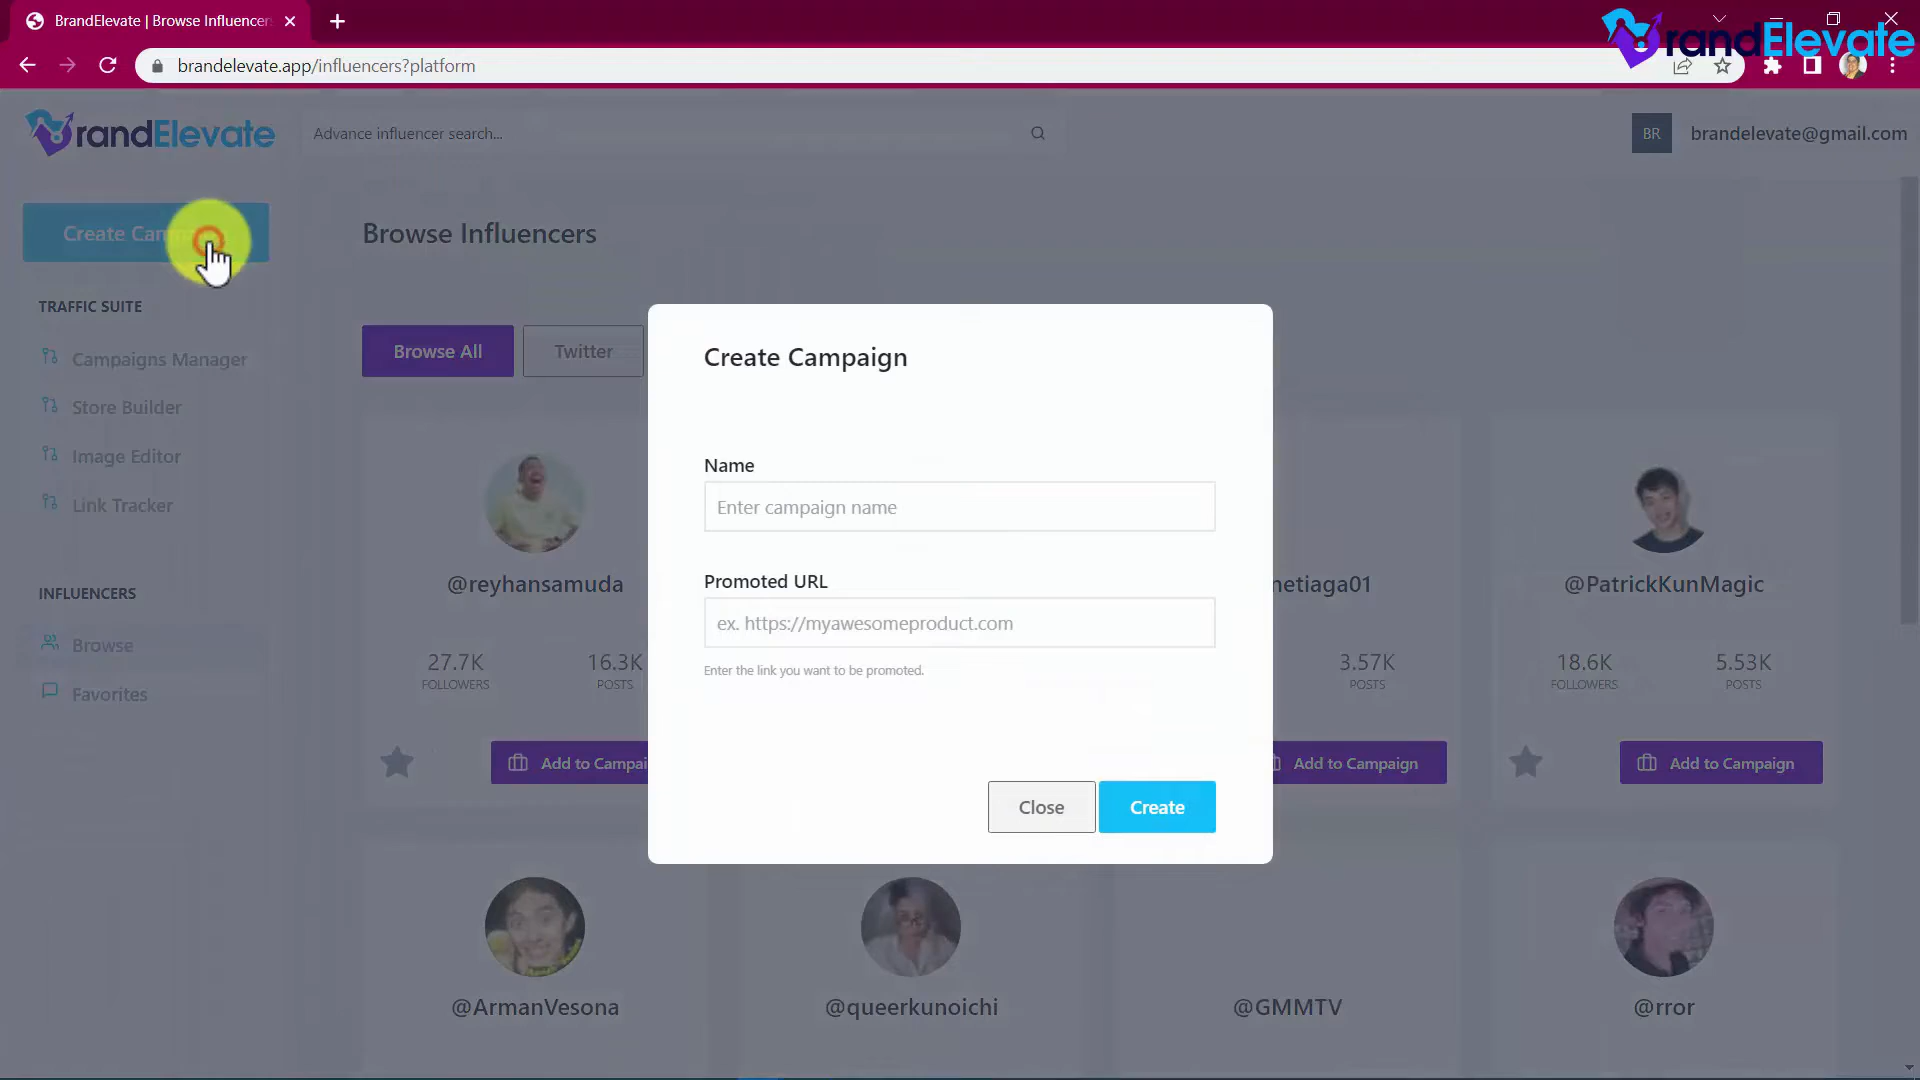 BrandElevate | Browse Influencer
BrandElevate
brandelevate.app/influencers?platform
BrandElevate
Advance influencer search...
BR
brandelevate@gmail.com
Create Cam
Browse Influencers
TRAFFIC SUITE
Campaigns Manager
Store Builder
Image Editor
Link Tracker
INFLUENCERS
Browse
Favorites
Browse All
Twitter
Create Campaign
Name
Enter campaign name
Promoted URL
ex. https://myawesomeproduct.com
Enter the link you want to be promoted.
Close
Create
@reyhansamuda
netiaga01
@PatrickKunMagic
27.7K
16.3K
3.57K
18.6K
5.53K
FOLLOWERS
POSTS
POSTS
FOLLOWERS
POSTS
Add to Campai
Add to Campaign
Add to Campaign
@ArmanVesona
@queerkunoichi
@GMMTV
@rror